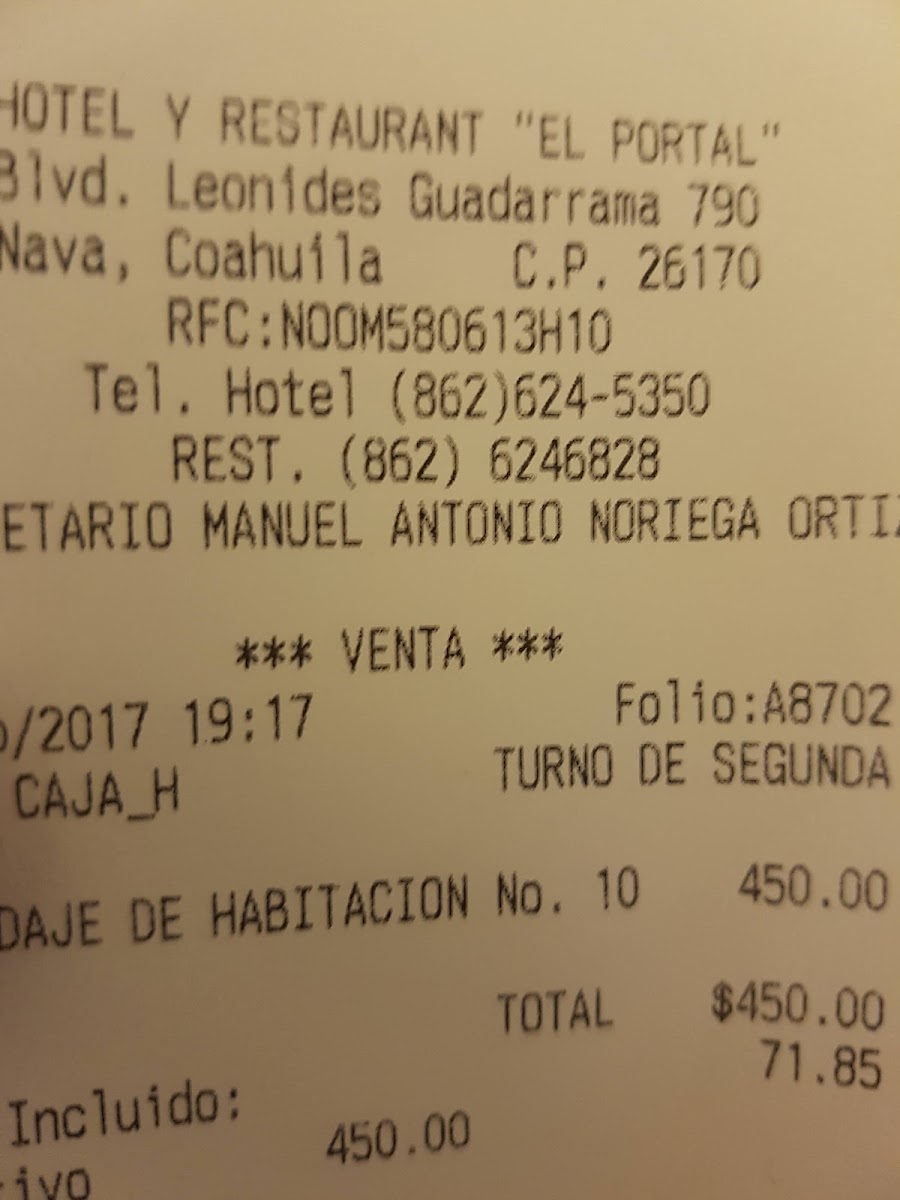 HOTEL Y RESTAURANT "EL PORTAL"
Blvd. Leonides Guadarrama 790
Nava, Coahuila C.P. 26170
RFC:NOOM580613H10
Tel. Hotel (862)624-5350
REST. (862) 6246828
ETARIO MANUEL ANTONIO NORIEGA ORTIZ
*** VENTA ***
/2017 19:17 Folio:A8702
CAJA_H TURNO DE SEGUNDA
DAJE DE HABITACION No. 10 450.00
TOTAL $450.00
71.85
Incluido:
450.00
ivo